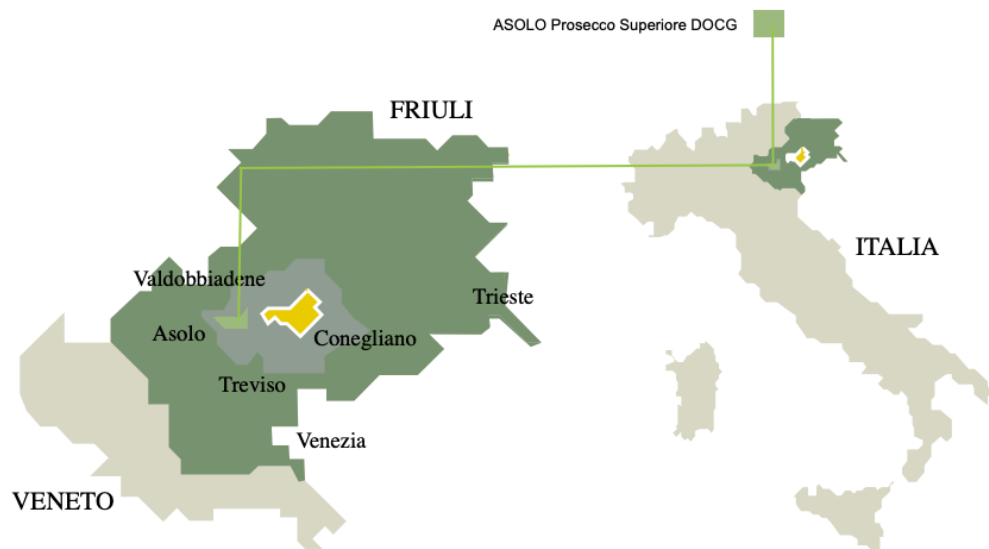 ASOLO Prosecco Superiore DOCG
FRIULI
ITALIA
Valdobbiadene
Trieste
Asolo
Conegliano
Treviso
Venezia
VENETO